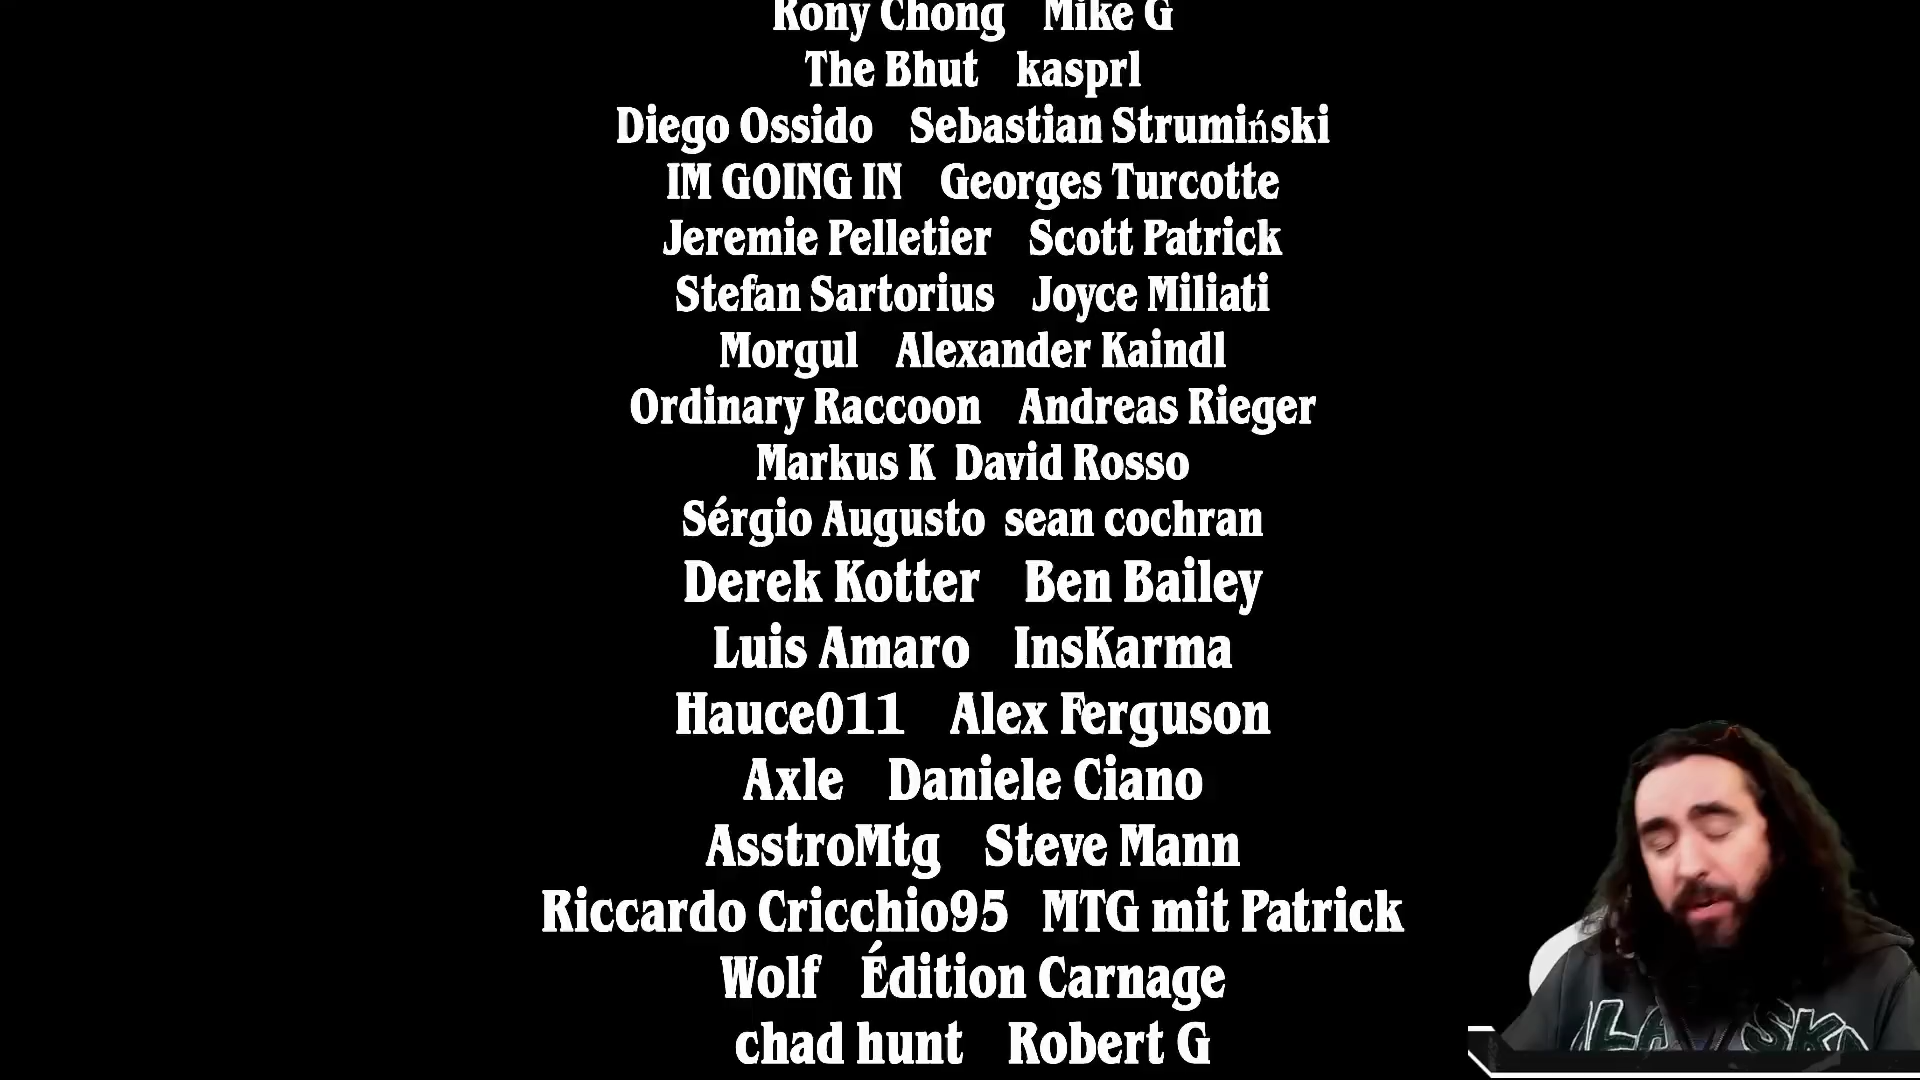 Rony Chong Mike G
The Bhut kasprl
Diego Ossido Sebastian Strumiński
IM GOING IN Georges Turcotte
Jeremie Pelletier Scott Patrick
Stefan Sartorius Joyce Miliati
Morgul Alexander Kaindl
Ordinary Raccoon Andreas Rieger
Markus K David Rosso
Sérgio Augusto sean cochran
Derek Kotter Ben Bailey
Luis Amaro InsKarma
Hauce011 Alex Ferguson
Axle Daniele Ciano
AsstroMtg Steve Mann
Riccardo Cricchio95 MTG mit Patrick
Wolf Édition Carnage
chad hunt Robert G